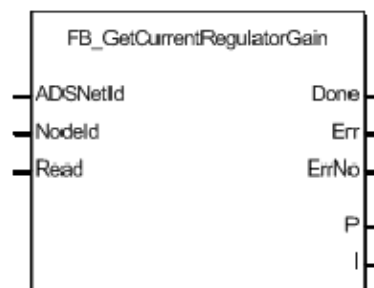 FB_GetCurrentRegulatorGain
ADSNetId Done
NodeId Err
Read ErrNo
P
I